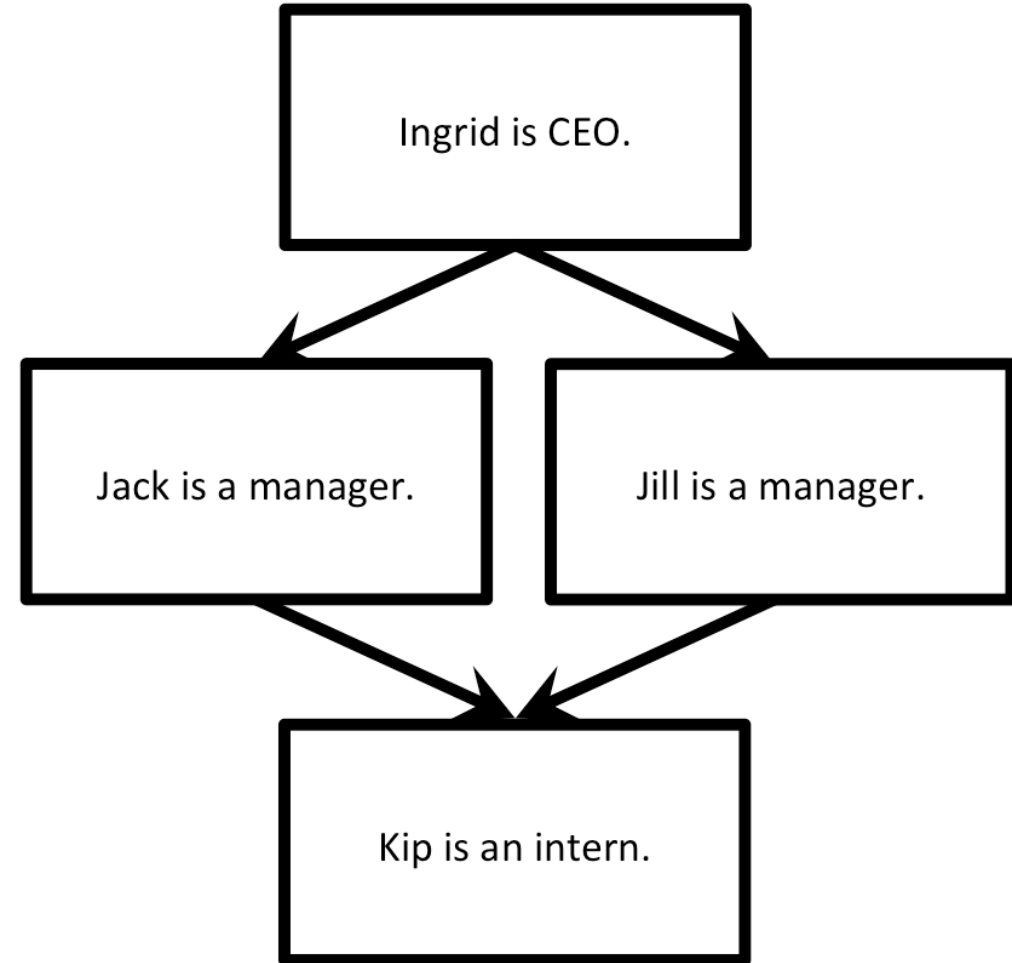 Ingrid is CEO.
Jack is a manager.
Jill is a manager.
Kip is an intern.